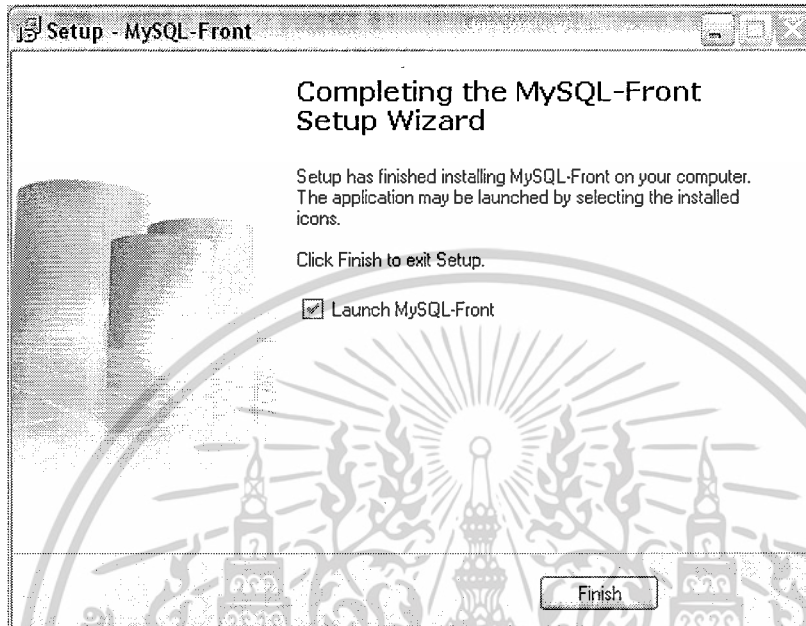 Setup - MySQL-Front
Completing the MySQL-Front
Setup Wizard
Setup has finished installing MySQL-Front on your computer.
The application may be launched by selecting the installed
icons.
Click Finish to exit Setup.
Launch MySQL-Front
Finish